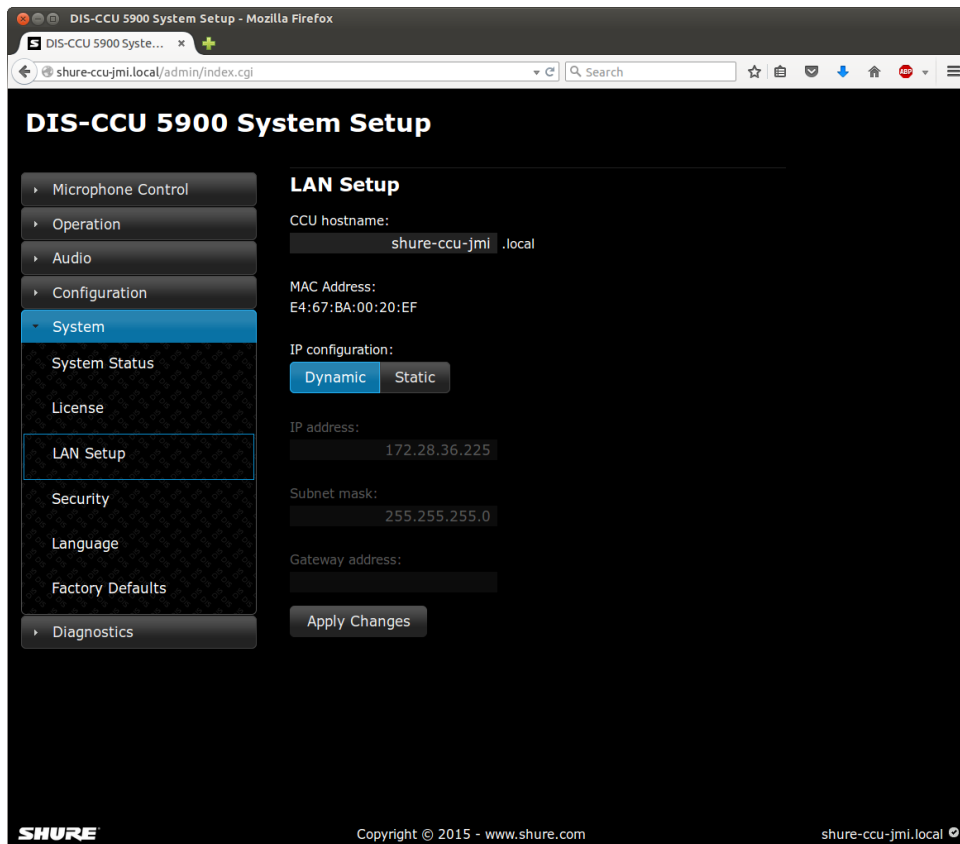 DIS-CCU 5900 System Setup - Mozilla Firefox
DIS-CCU 5900 Syste...
shure-ccu-jmi.local/admin/index.cgi
Search
ABP
DIS-CCU 5900 System Setup
Microphone Control
Operation
Audio
Configuration
System
System Status
License
LAN Setup
Security
Language
Factory Defaults
Diagnostics
LAN Setup
CCU hostname:
shure-ccu-jmi .local
MAC Address:
E4:67:BA:00:20:EF
IP configuration:
Dynamic Static
IP address:
172.28.36.225
Subnet mask:
255.255.255.0
Gateway address:
Apply Changes
SHURE Copyright © 2015 - www.shure.com shure-ccu-jmi.local